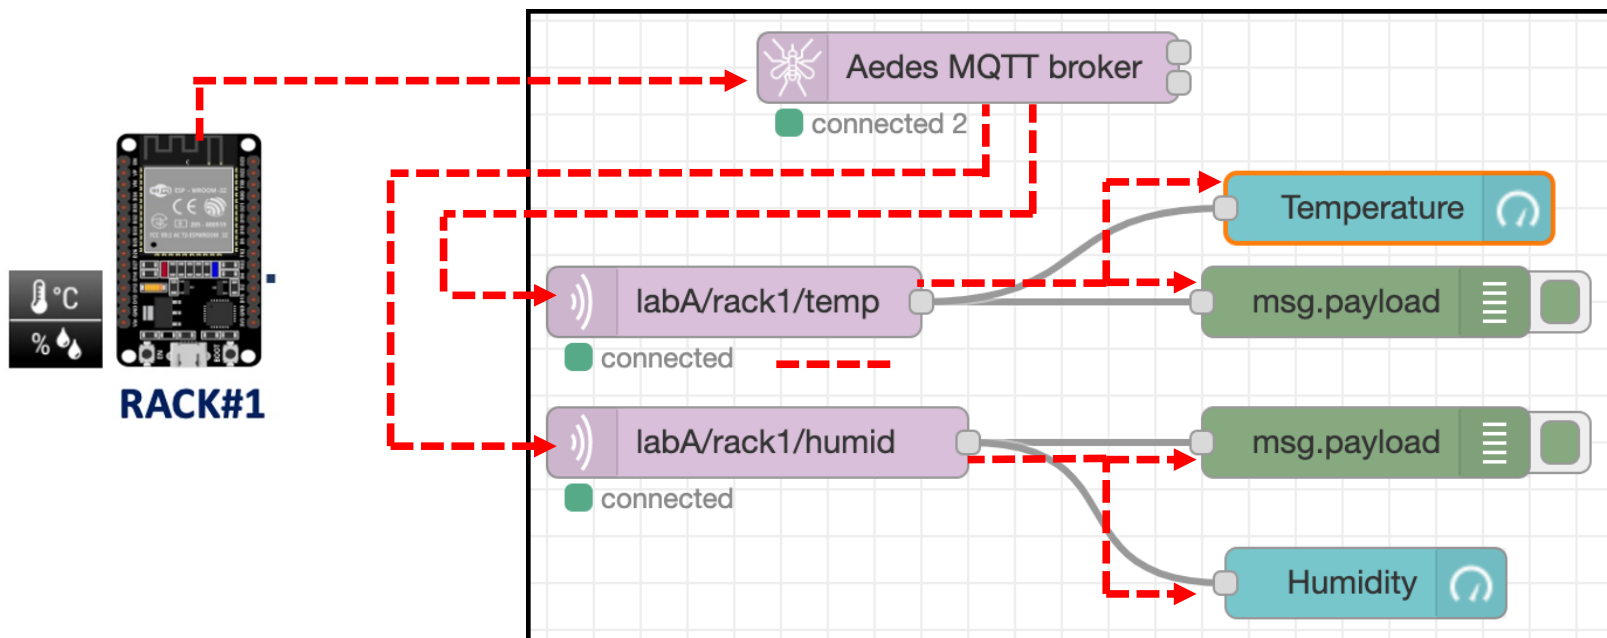 Aedes MQTT broker
connected 2
Temperature
°C
labA/rack1/temp
msg.payload
%
connected
RACK#1
labA/rack1/humid
msg.payload
connected
Humidity